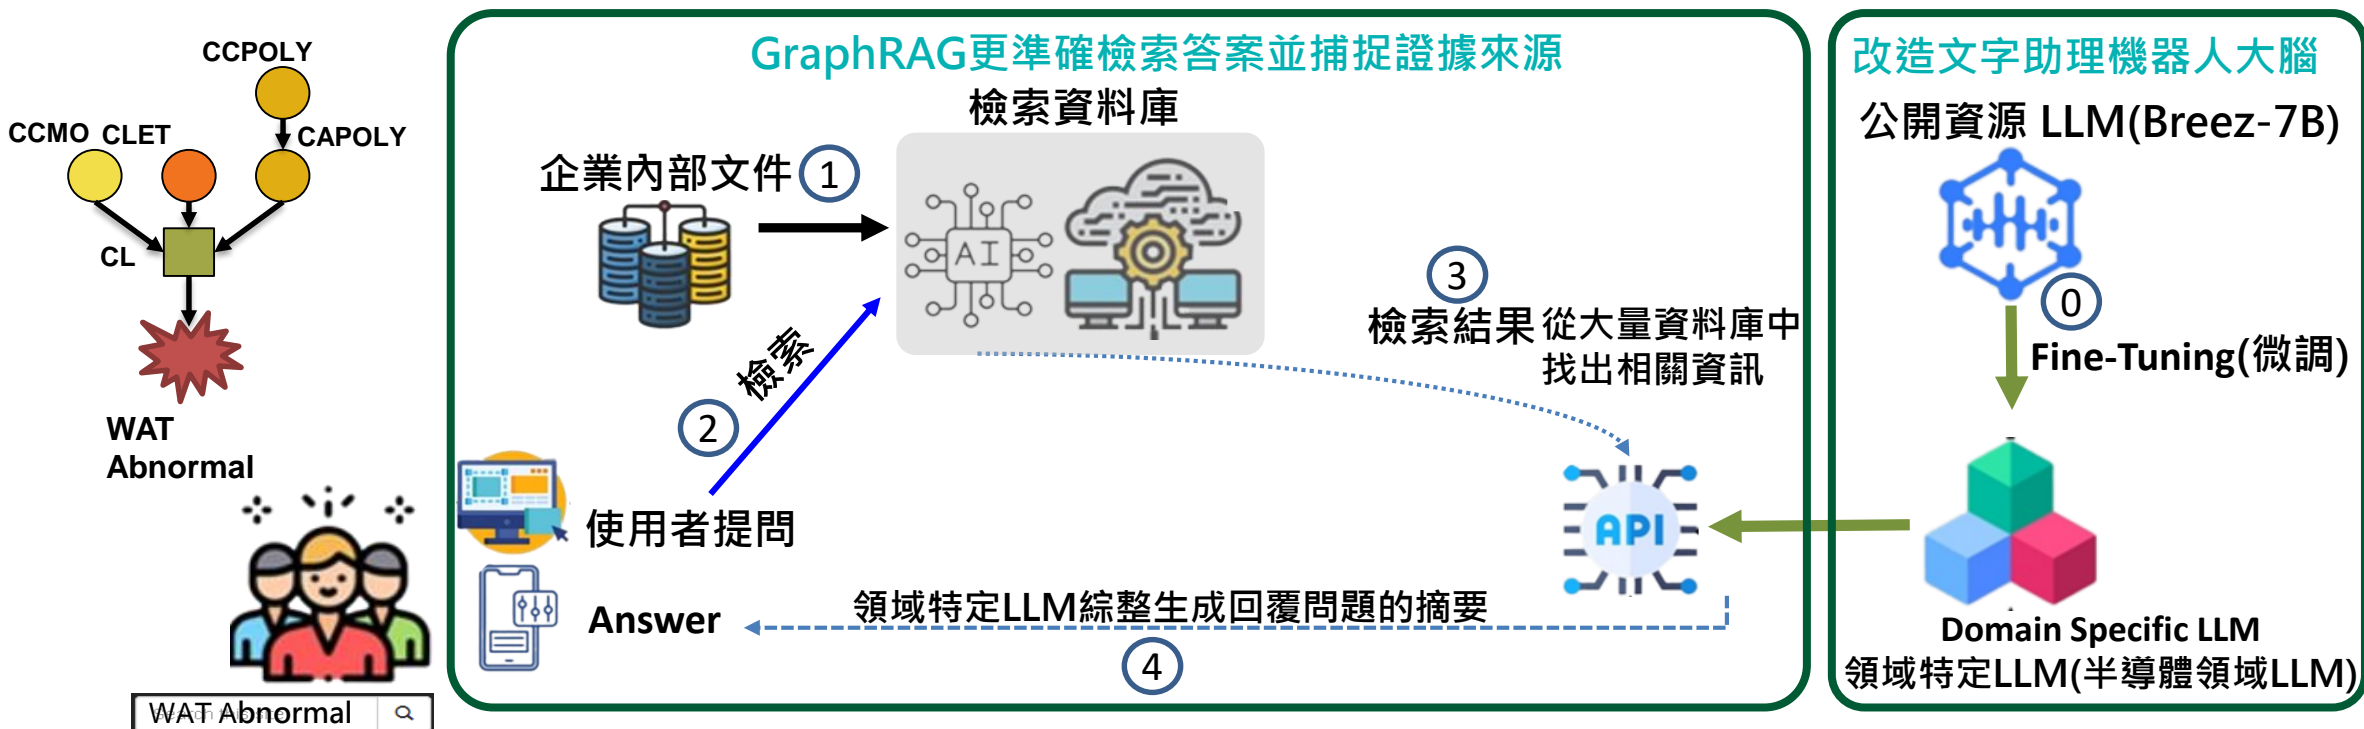 CCPOLY
CCMO CLET
CAPOLY
CL
WAT
Abnormal
WAT Abnormal
GraphRAG更準確檢索答案並捕捉證據來源
檢索資料庫
企業內部文件
1
AI
檢索
2
3
檢索結果 從大量資料庫中
找出相關資訊
使用者提問
API
Answer
領域特定LLM綜整生成回覆問題的摘要
4
改造文字助理機器人大腦
公開資源 LLM(Breez-7B)
0
Fine-Tuning(微調)
Domain Specific LLM
領域特定LLM(半導體領域LLM)